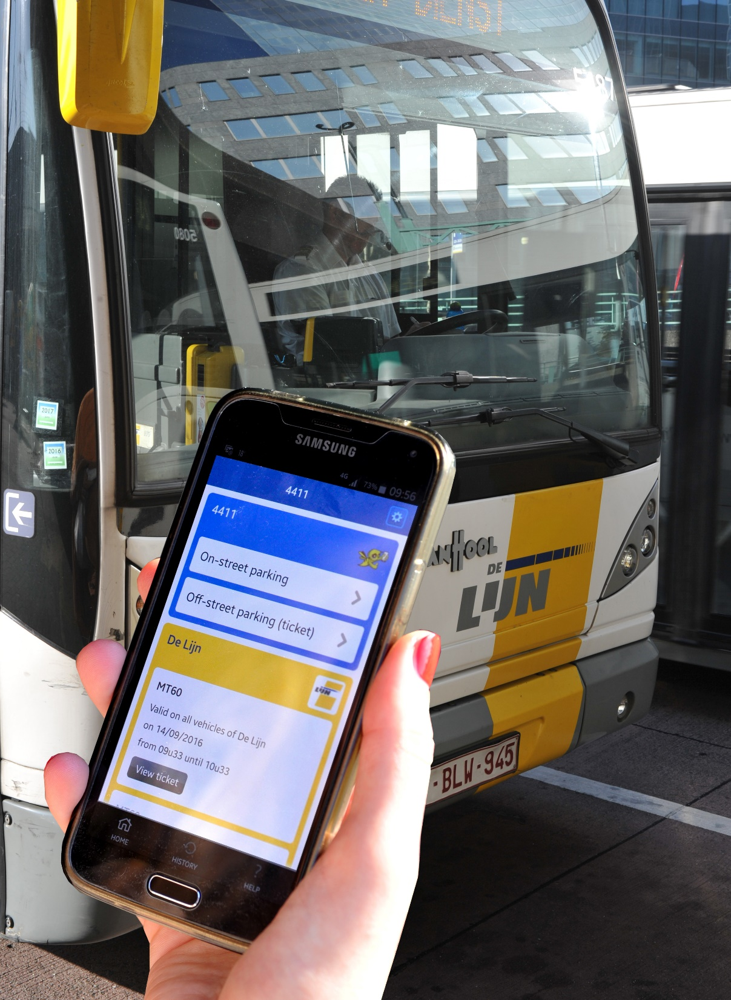 5080
2017
2016
SAMSUNG
18°
4G
73%
09:56
4411
4411
On-street parking
Off-street parking (ticket)
De Lijn
LIJN
MT60
Valid on all vehicles of De Lijn
on 14/09/2016
from 09u33 until 10u33
View ticket
HOME
HISTORY
?
HELP
VANHOOL
DE
LIJN
BLW-945